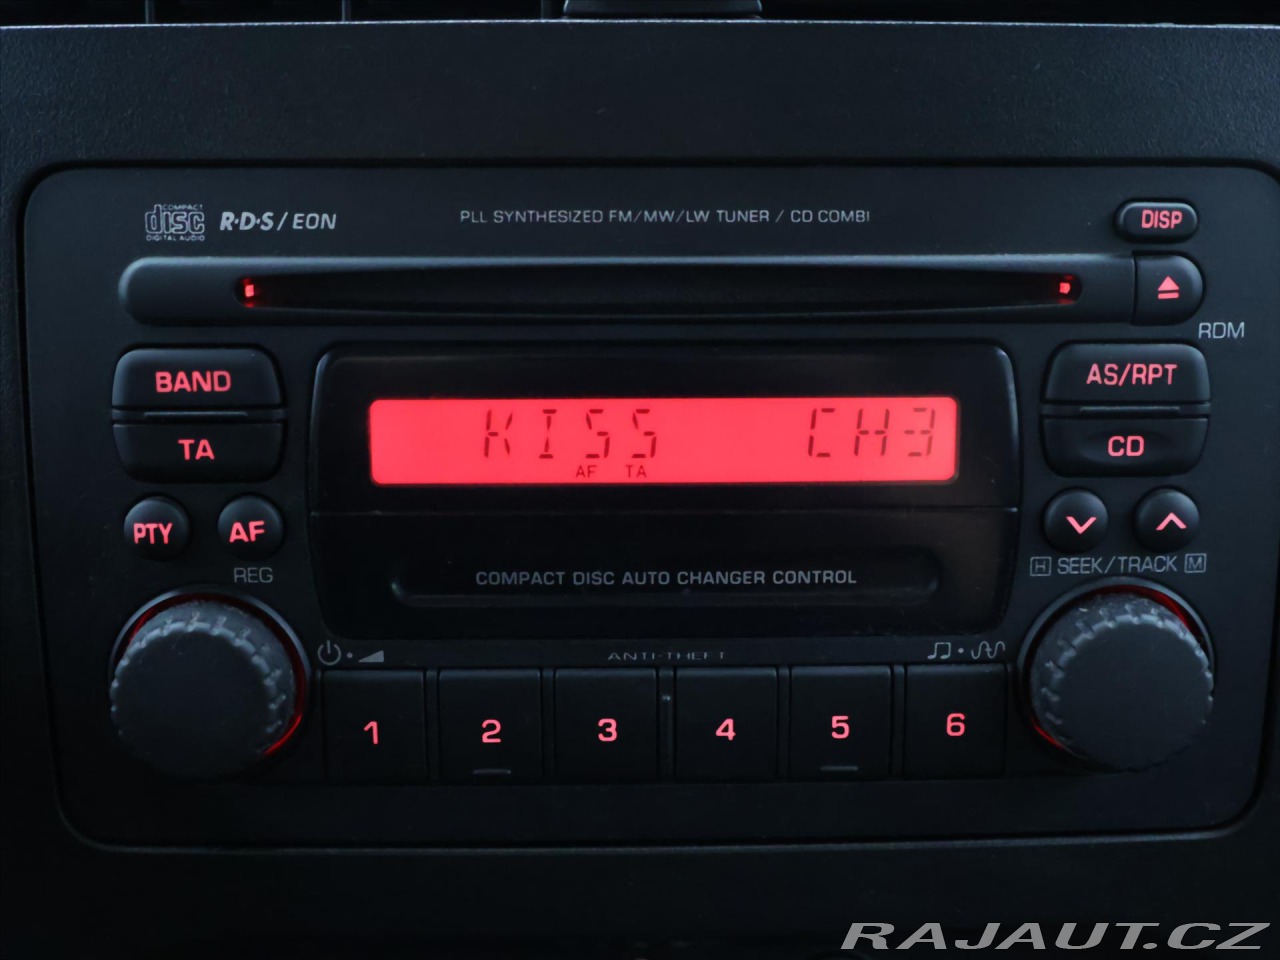 COMPACT
disc
DIGITAL AUDIO
R·D·S/EON
PLL SYNTHESIZED FM/MW/LW TUNER / CD COMBI
DISP
RDM
BAND
AS/RPT
KISS CH3
AF TA
TA
CD
PTY
AF
REG
H SEEK/TRACK M
COMPACT DISC AUTO CHANGER CONTROL
ANTI-THEFT
1 2 3 4 5 6
RAJAUT.CZ